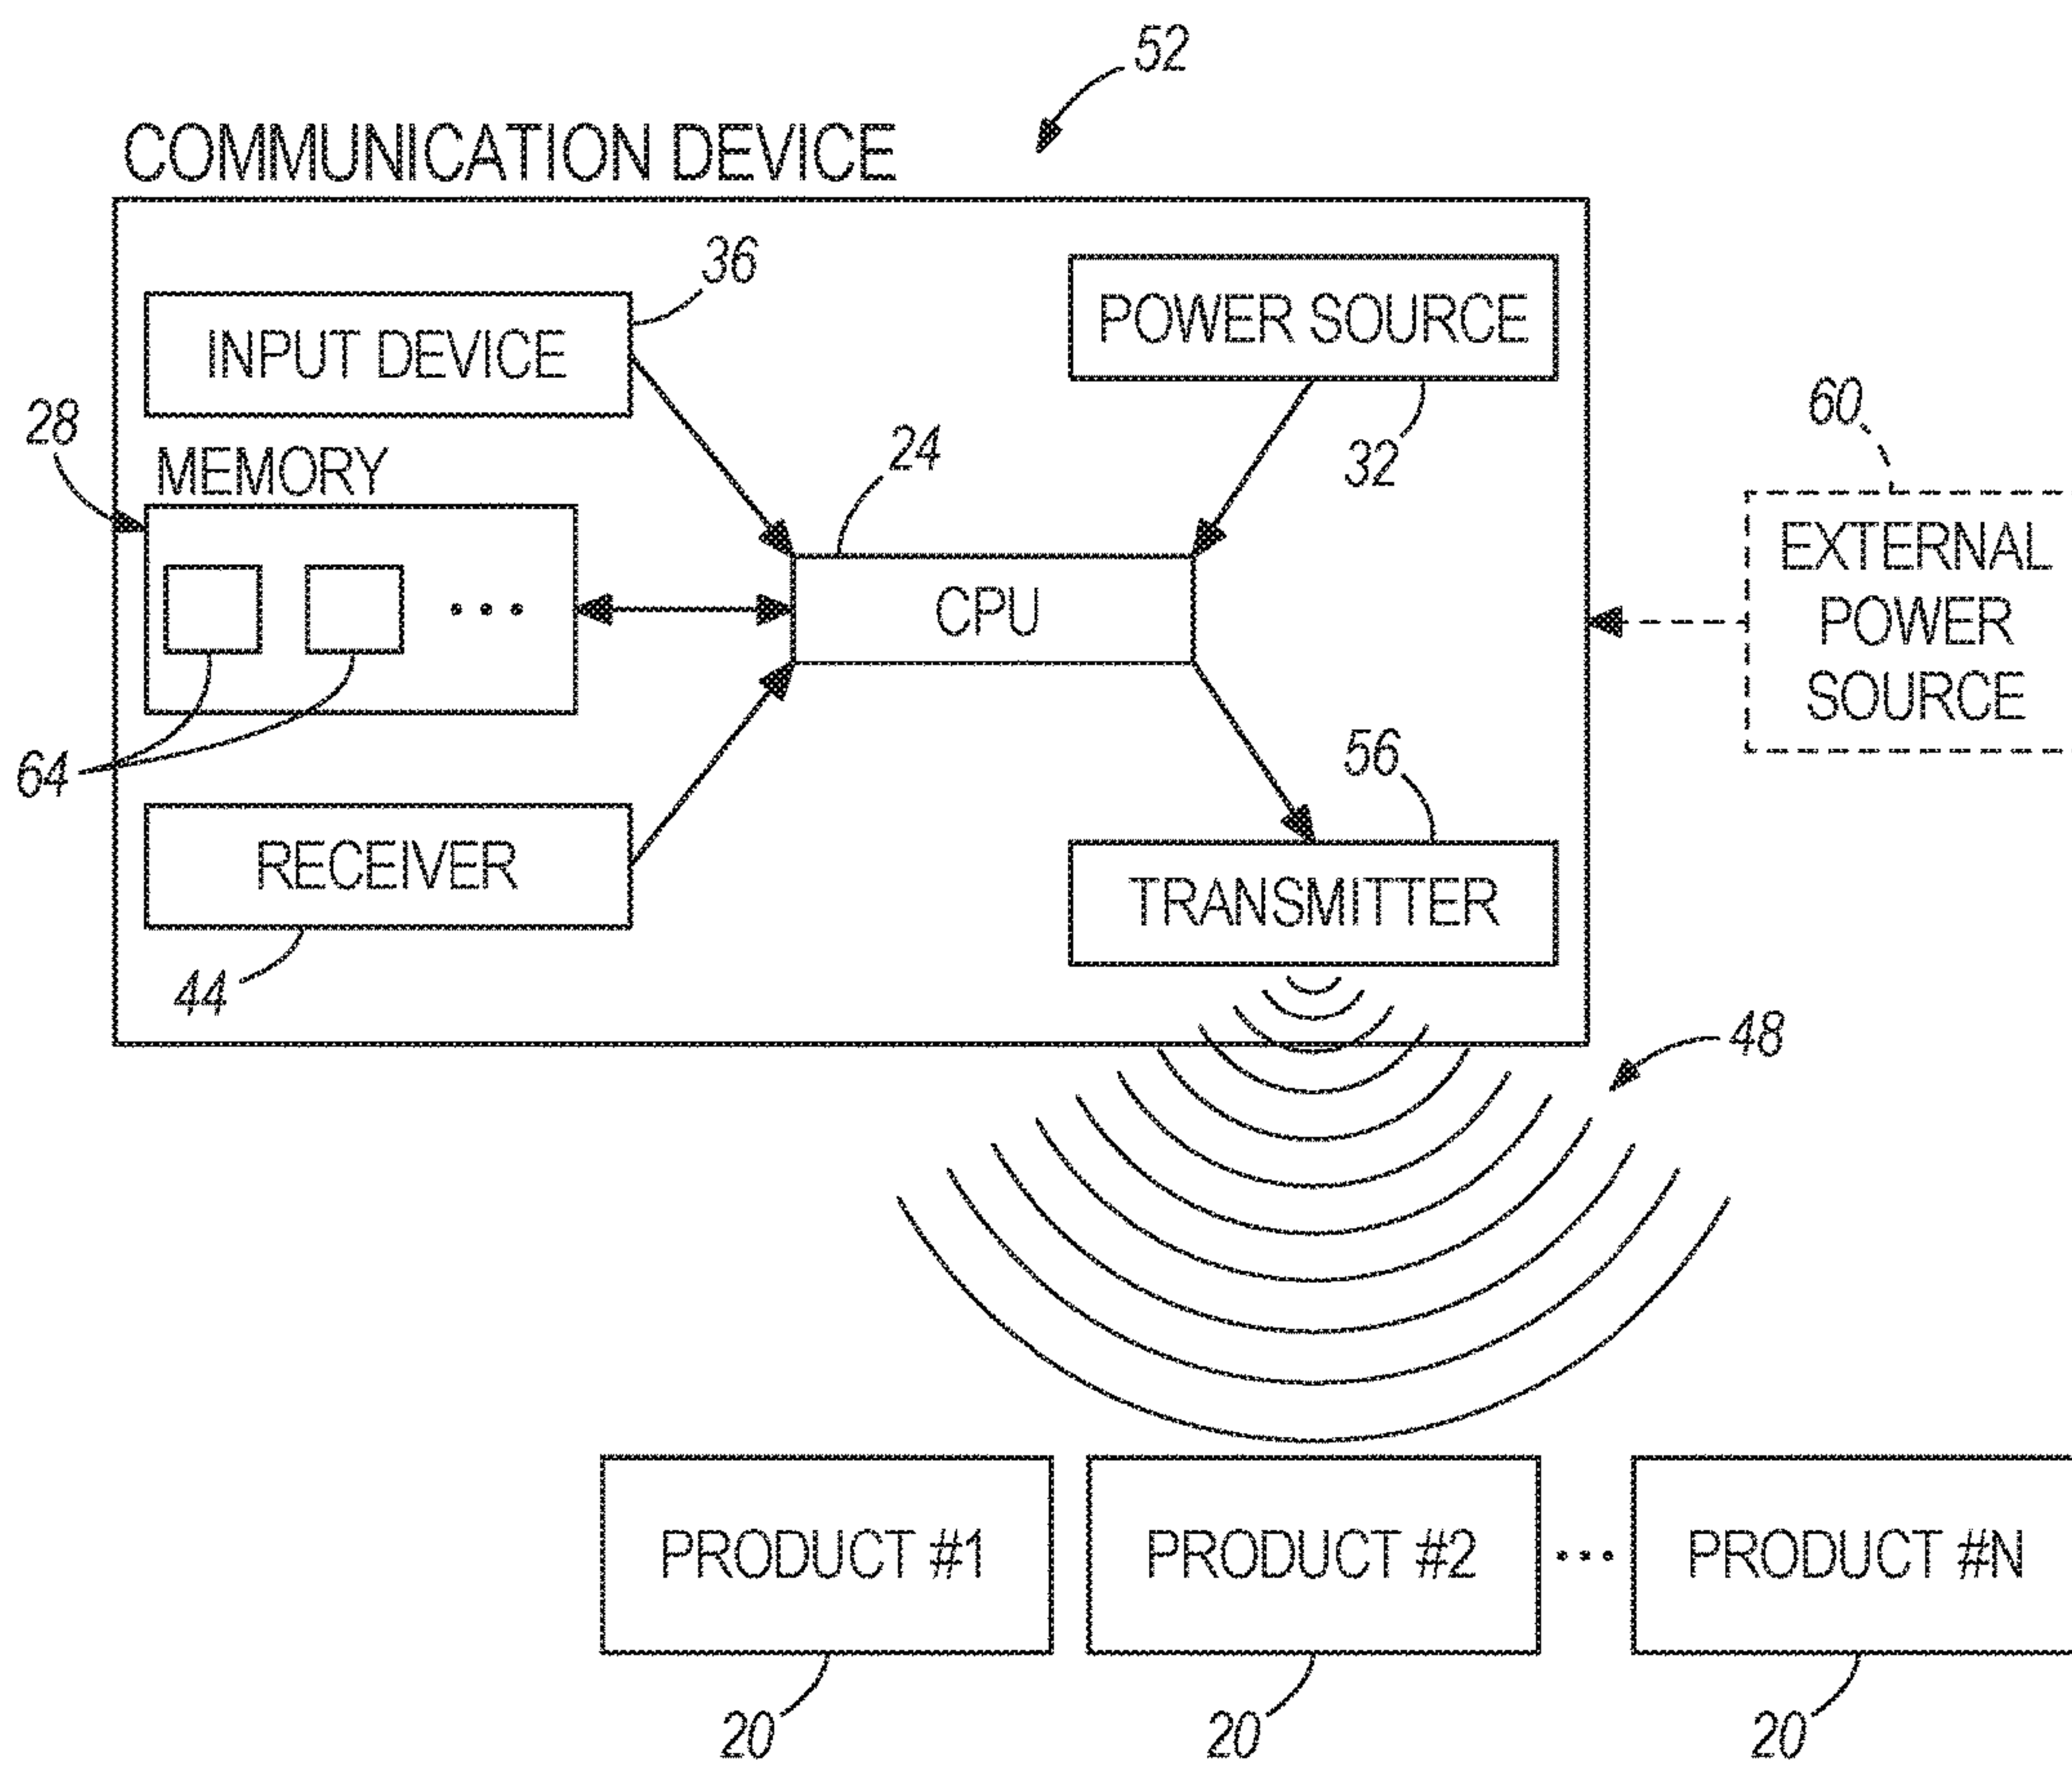 52
COMMUNICATION DEVICE
36
INPUT DEVICE
POWER SOURCE
28
MEMORY
24
32
60
CPU
EXTERNAL
POWER
SOURCE
...
64
56
RECEIVER
TRANSMITTER
44
48
PRODUCT #1
PRODUCT #2
...
PRODUCT #N
20
20
20